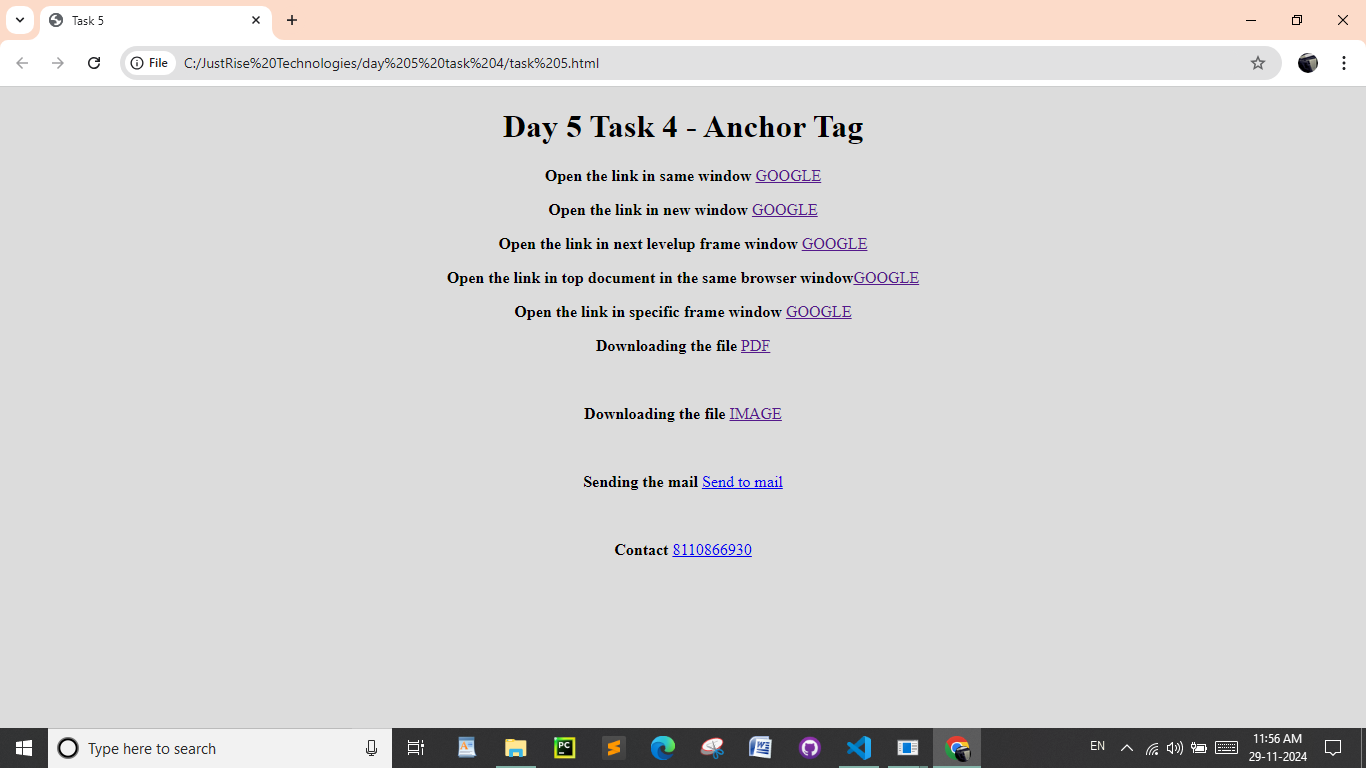 Task 5
File C:/JustRise%20Technologies/day%205%20task%204/task%205.html
Day 5 Task 4 - Anchor Tag
Open the link in same window GOOGLE
Open the link in new window GOOGLE
Open the link in next levelup frame window GOOGLE
Open the link in top document in the same browser windowGOOGLE
Open the link in specific frame window GOOGLE
Downloading the file PDF
Downloading the file IMAGE
Sending the mail Send to mail
Contact 8110866930
Type here to search
PC
EN
11:56 AM
29-11-2024